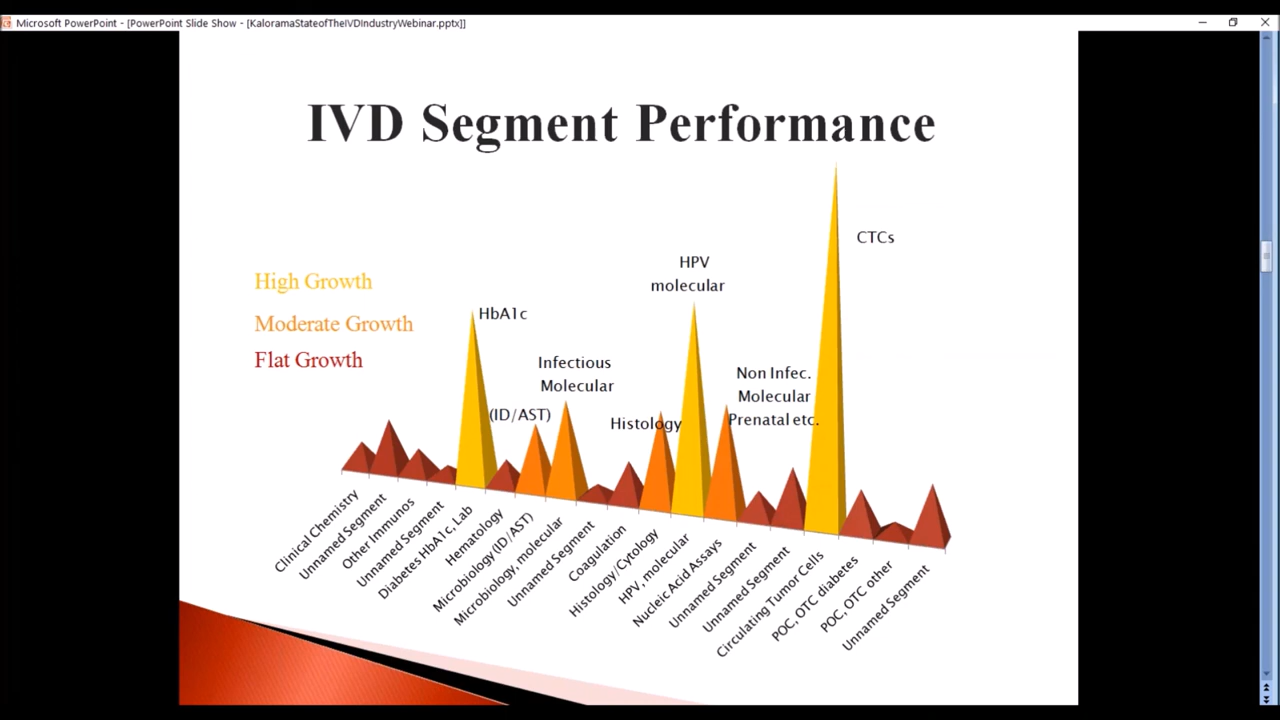 Microsoft PowerPoint - [PowerPoint Slide Show - [KaloramaStateofTheIVDIndustryWebinar.pptx]]
IVD Segment Performance
CTCs
HPV
molecular
High Growth
HbA1c
Moderate Growth
Flat Growth
Infectious
Molecular
Non Infec.
Molecular
Prenatal etc.
(ID/AST)
Histology
Clinical Chemistry
Unnamed Segment
Other Immunos
Unnamed Segment
Diabetes HbA1c, Lab
Hematology
Microbiology (ID/AST)
Microbiology, molecular
Unnamed Segment
Coagulation
Histology/Cytology
HPV, molecular
Nucleic Acid Assays
Unnamed Segment
Unnamed Segment
Circulating Tumor Cells
POC, OTC diabetes
POC, OTC other
Unnamed Segment